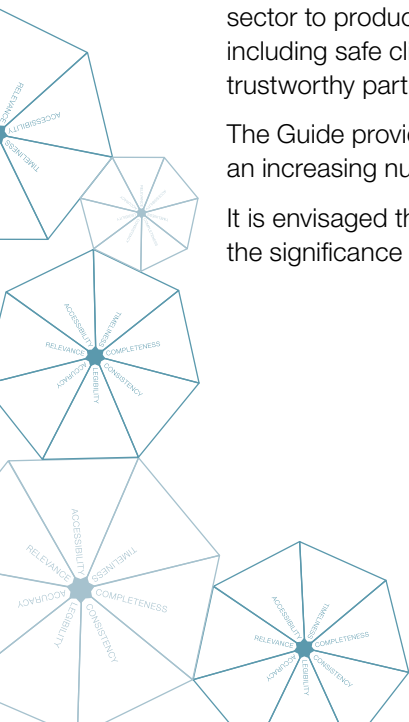 sector to produc
including safe cli
trustworthy part
The Guide provi
an increasing nu
It is envisaged th
the significance
RELEVANCE
ACCESSIBILITY
TIMELINESS
ACCESSIBILITY
TIMELINESS
RELEVANCE
COMPLETENESS
ACCURACY
LEGIBILITY
CONSISTENCY
ACCESSIBILITY
TIMELINESS
RELEVANCE
COMPLETENESS
ACCURACY
LEGIBILITY
CONSISTENCY
ACCESSIBILITY
TIMELINESS
RELEVANCE
COMPLETENESS
ACCURACY
LEGIBILITY
CONSISTENCY